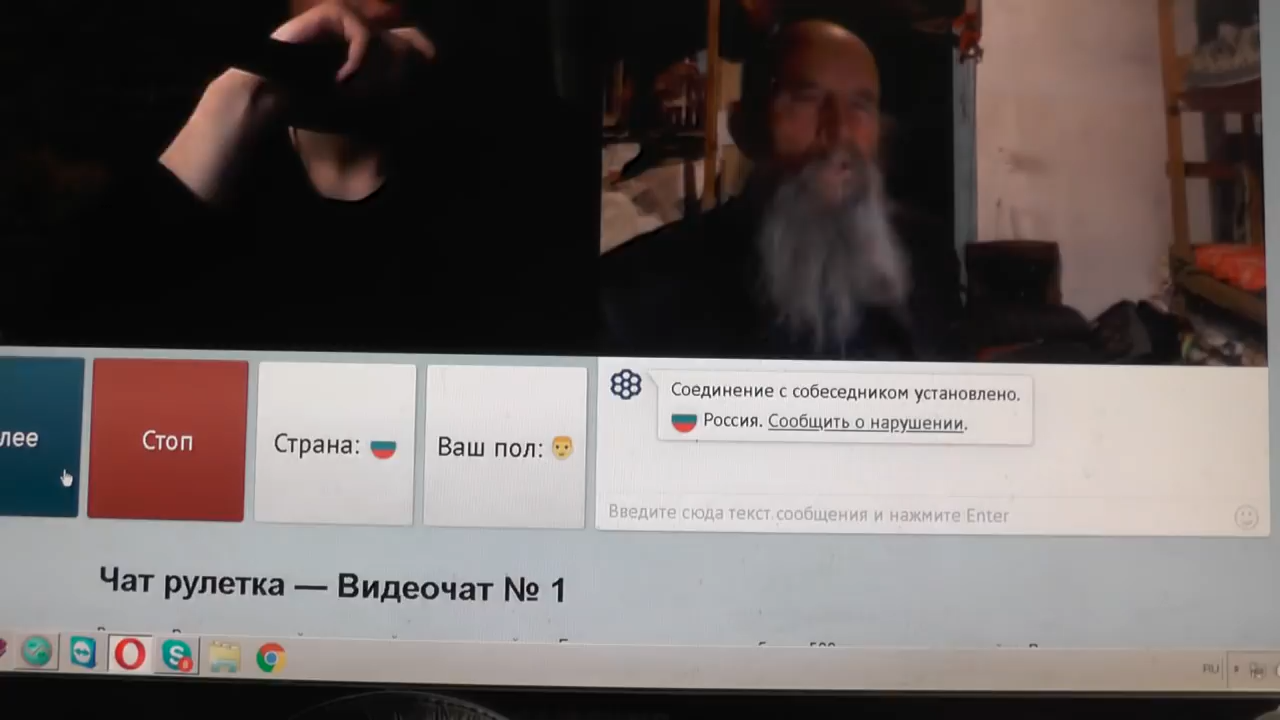 лее
Стоп
Страна:
Ваш пол:
Соединение с собеседником установлено.
Россия. Сообщить о нарушении.
Введите сюда текст сообщения и нажмите Enter
Чат рулетка — Видеочат № 1
RU